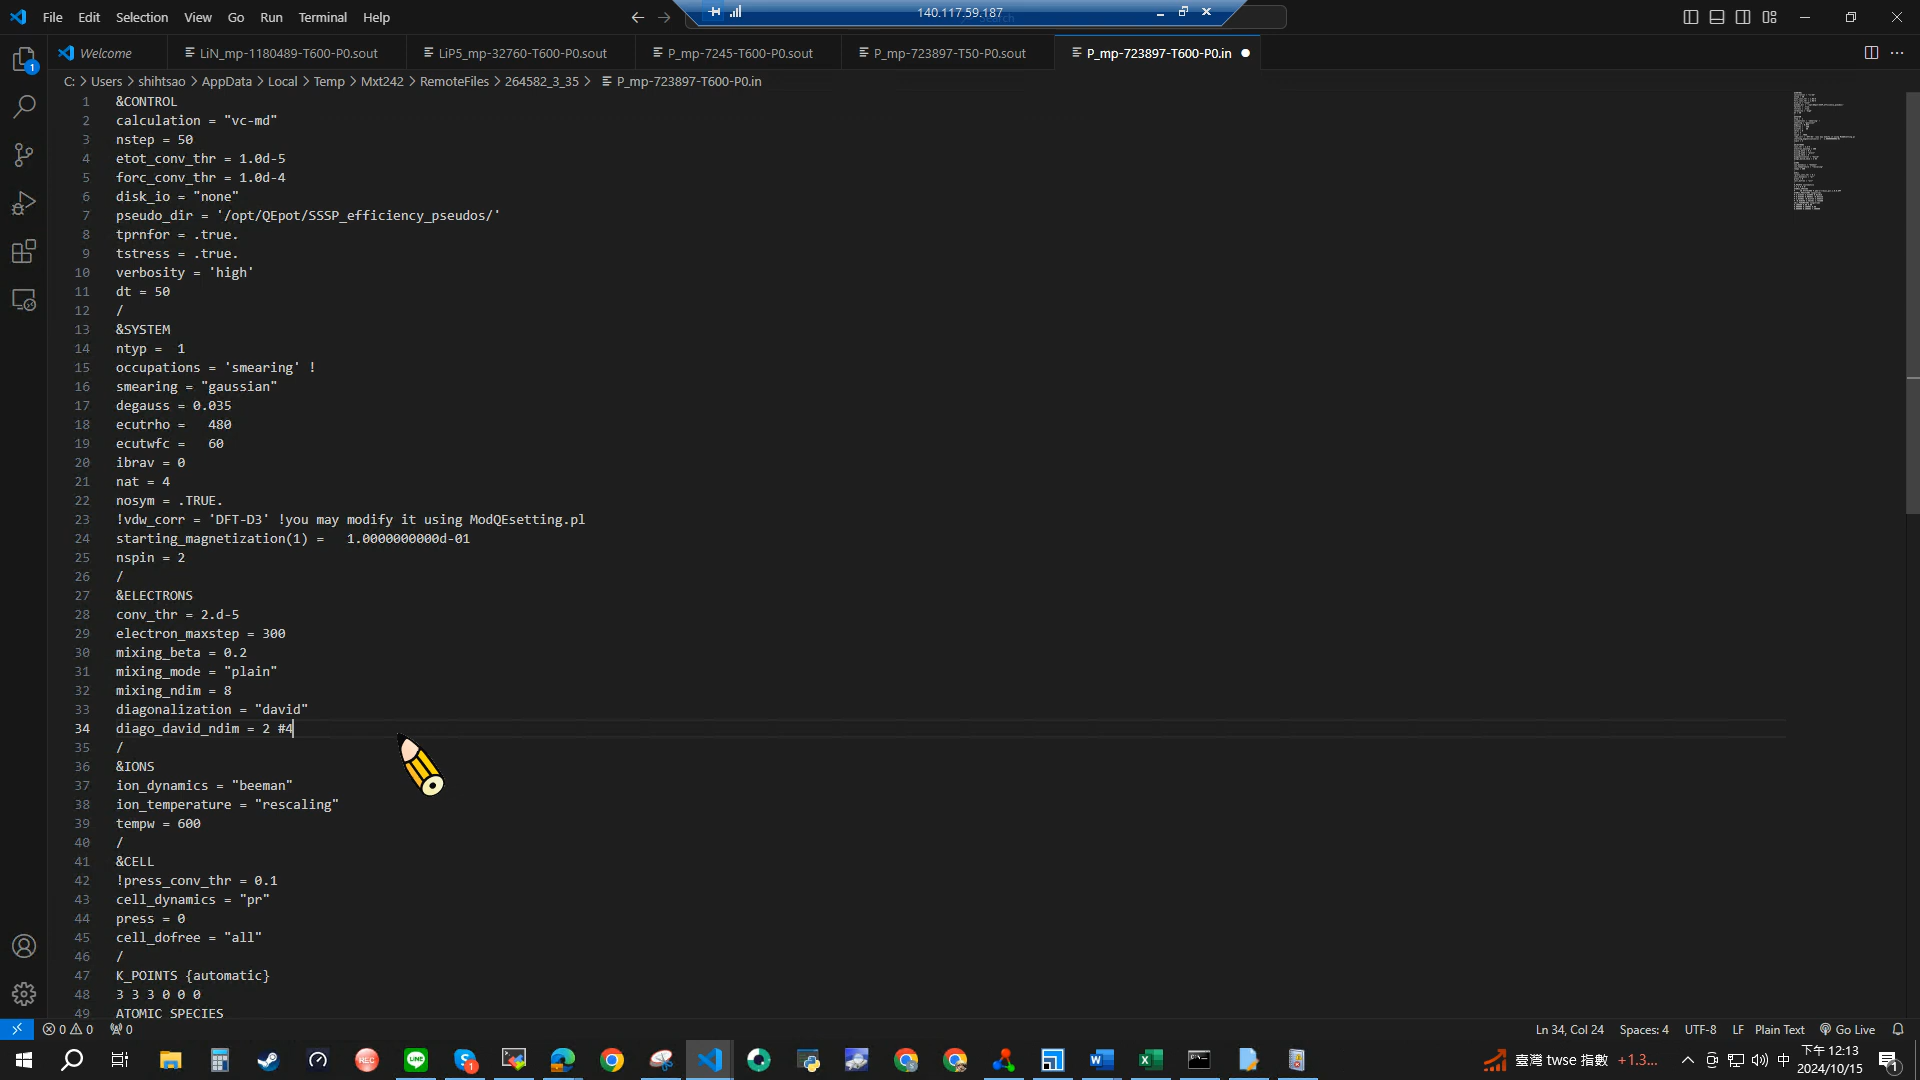 File Edit Selection View Go Run Terminal Help
140.117.59.187
Welcome
LiN_mp-1180489-T600-P0.sout
LiP5_mp-32760-T600-P0.sout
P_mp-7245-T600-P0.sout
P_mp-723897-T50-P0.sout
P_mp-723897-T600-P0.in
C: > Users > shihtsao > AppData > Local > Temp > Mxt242 > RemoteFiles > 264582_3_35 > P_mp-723897-T600-P0.in
1 &CONTROL
2 calculation = "vc-md"
3 nstep = 50
4 etot_conv_thr = 1.0d-5
5 forc_conv_thr = 1.0d-4
6 disk_io = "none"
7 pseudo_dir = '/opt/QEpot/SSSP_efficiency_pseudos/'
8 tprnfor = .true.
9 tstress = .true.
10 verbosity = 'high'
11 dt = 50
12 /
13 &SYSTEM
14 ntyp =  1
15 occupations = 'smearing' !
16 smearing = "gaussian"
17 degauss = 0.035
18 ecutrho =   480
19 ecutwfc =   60
20 ibrav = 0
21 nat = 4
22 nosym = .TRUE.
23 !vdw_corr = 'DFT-D3' !you may modify it using ModQEsetting.pl
24 starting_magnetization(1) =   1.0000000000d-01
25 nspin = 2
26 /
27 &ELECTRONS
28 conv_thr = 2.d-5
29 electron_maxstep = 300
30 mixing_beta = 0.2
31 mixing_mode = "plain"
32 mixing_ndim = 8
33 diagonalization = "david"
34 diago_david_ndim = 2 #4
35 /
36 &IONS
37 ion_dynamics = "beeman"
38 ion_temperature = "rescaling"
39 tempw = 600
40 /
41 &CELL
42 !press_conv_thr = 0.1
43 cell_dynamics = "pr"
44 press = 0
45 cell_dofree = "all"
46 /
47 K_POINTS {automatic}
48 3 3 3 0 0 0
49 ATOMIC_SPECIES
0 0 0
Ln 34, Col 24 Spaces: 4 UTF-8 LF Plain Text Go Live
臺灣 twse 指數 +1.3... 中
下午 12:13
2024/10/15